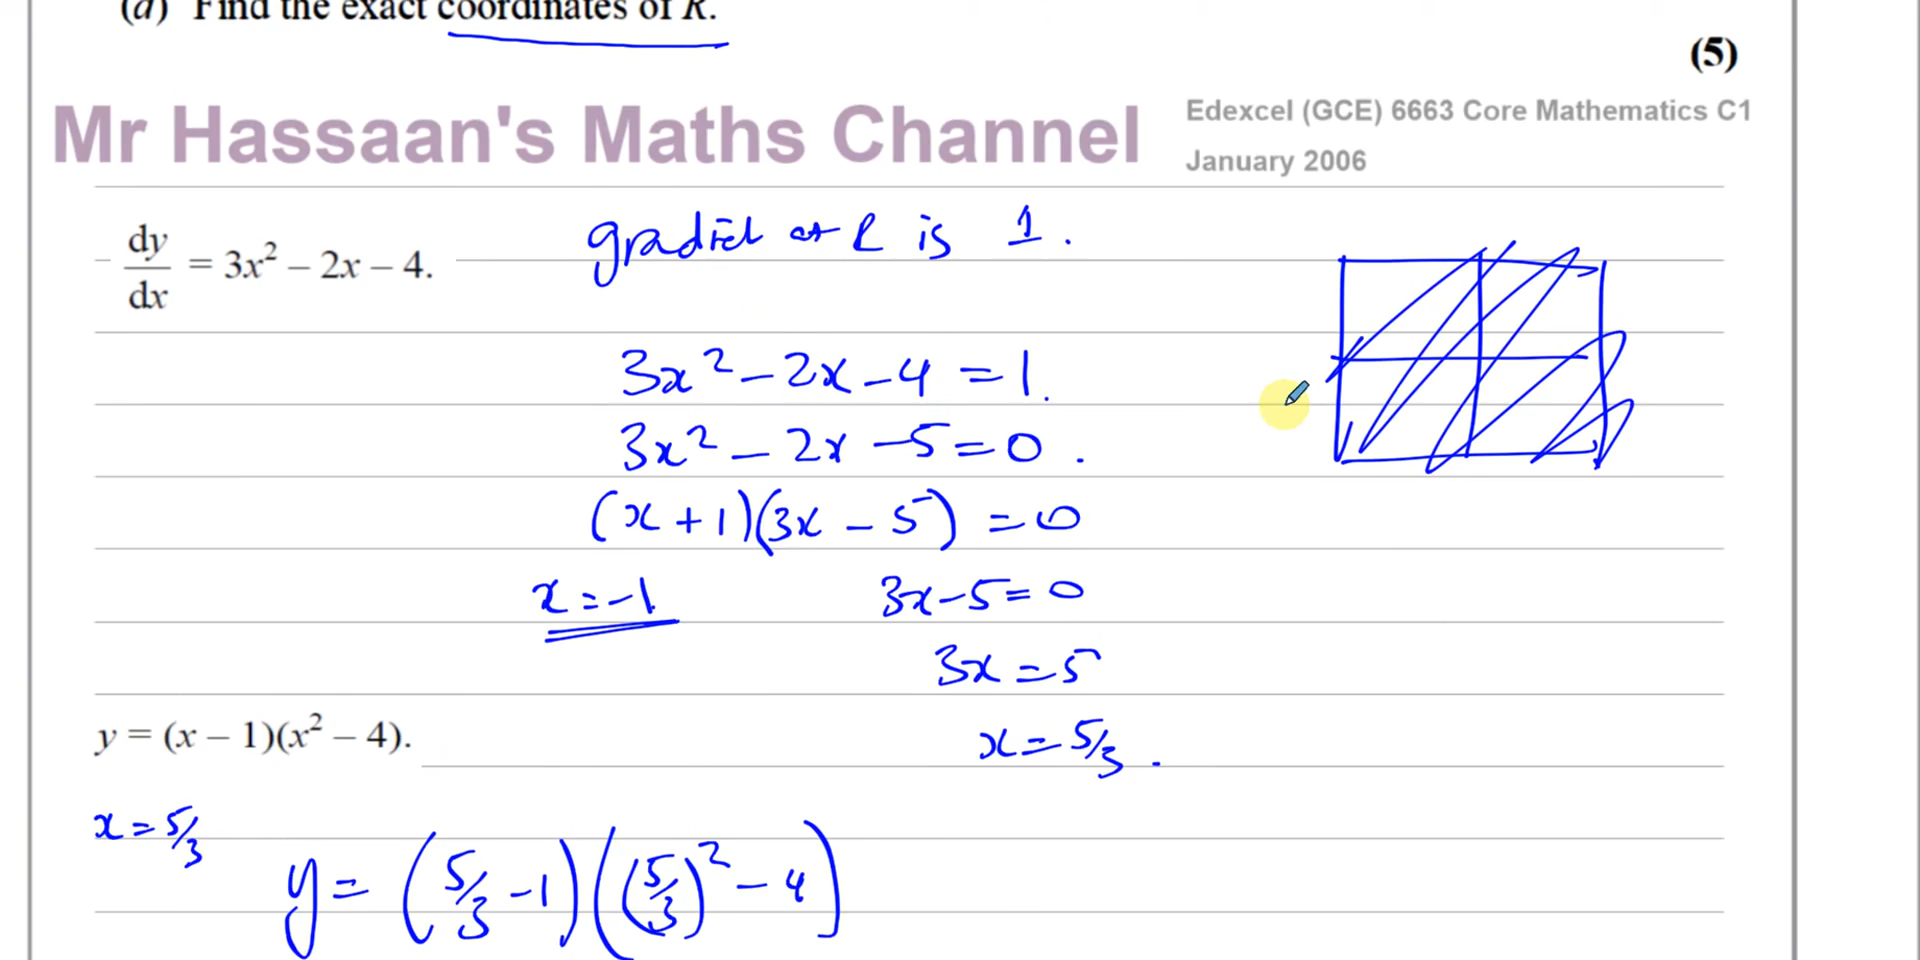 (d) Find the exact coordinates of R.
(5)
Mr Hassaan's Maths Channel
Edexcel (GCE) 6663 Core Mathematics C1
January 2006
dy/dx = 3x² – 2x – 4.
gradiet at R is 1.
3x² – 2x – 4 = 1.
3x² – 2x – 5 = 0.
(x + 1)(3x – 5) = 0
x = -1
3x – 5 = 0
3x = 5
x = 5/3.
y = (x – 1)(x² – 4).
x = 5/3
y = (5/3 – 1)((5/3)² – 4)